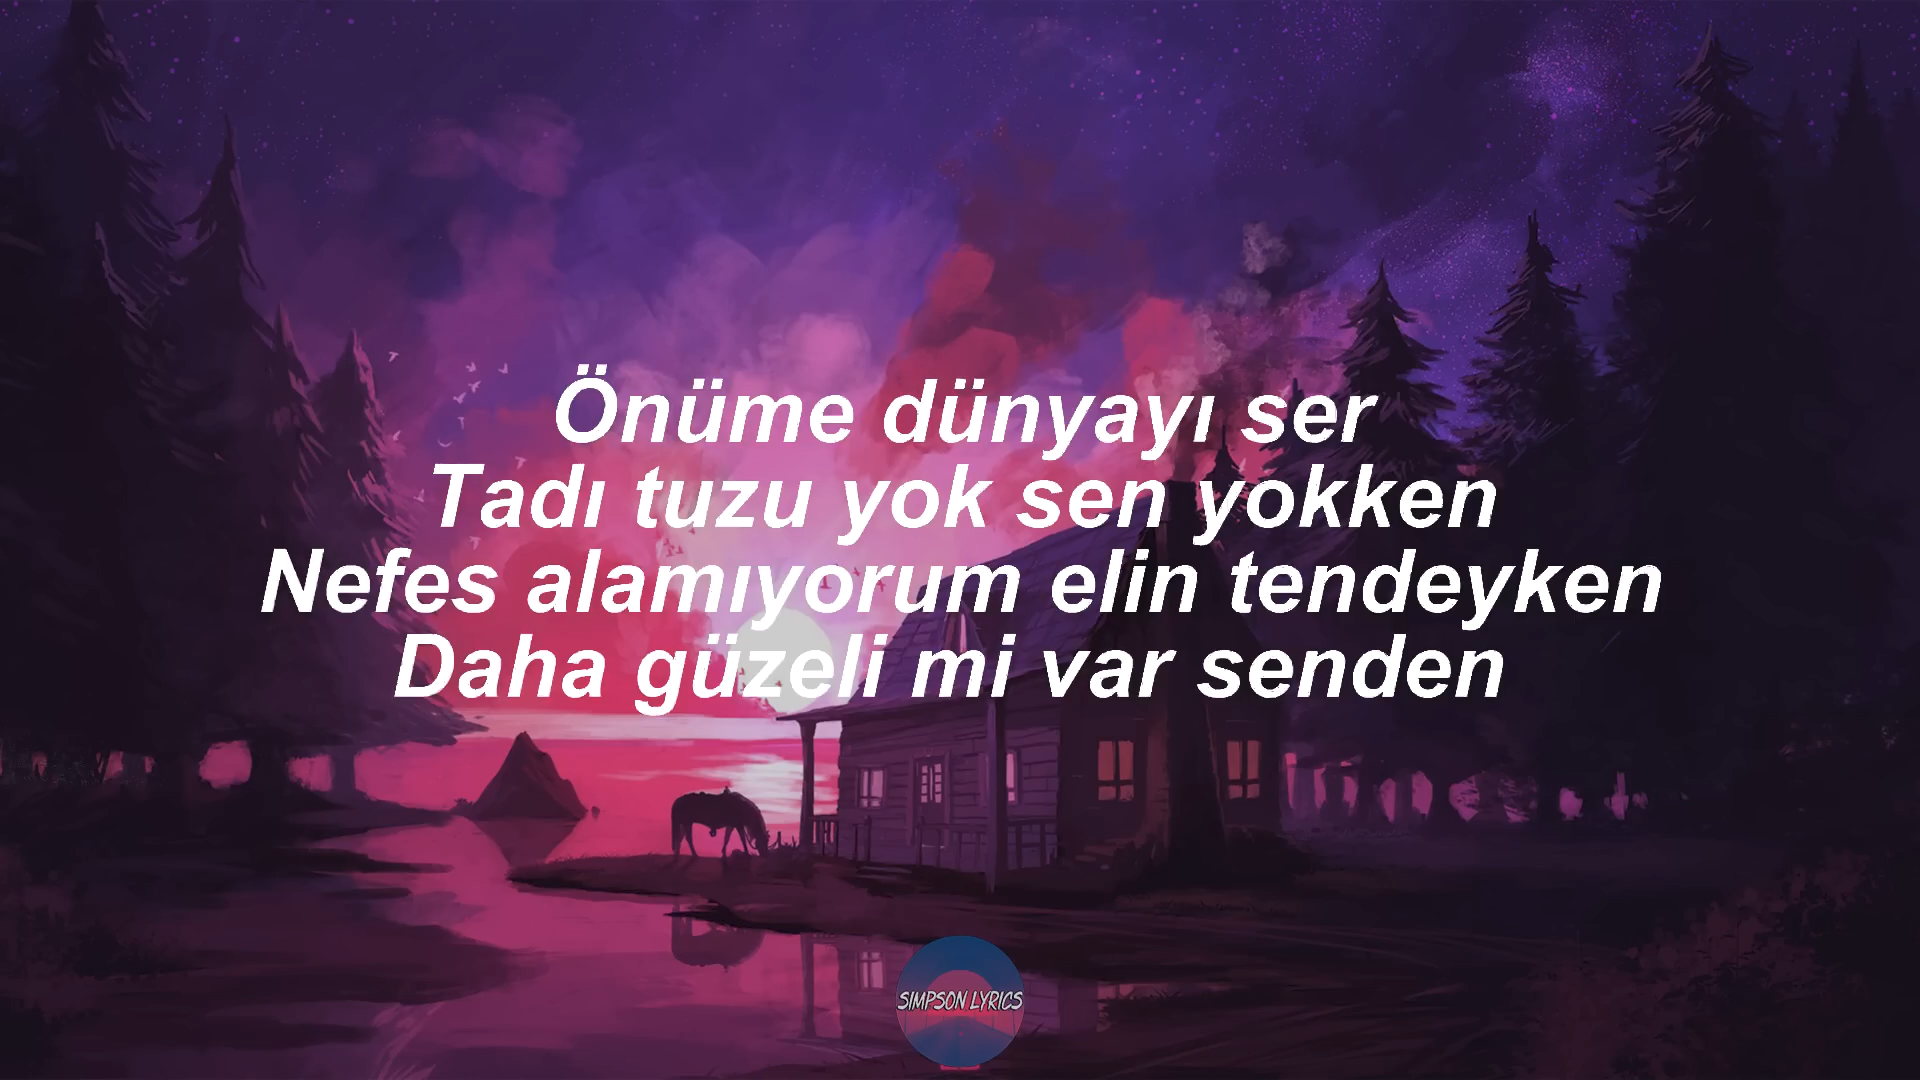 Önüme dünyayı ser
Tadı tuzu yok sen yokken
Nefes alamıyorum elin tendeyken
Daha güzeli mi var senden
SIMPSON LYRICS